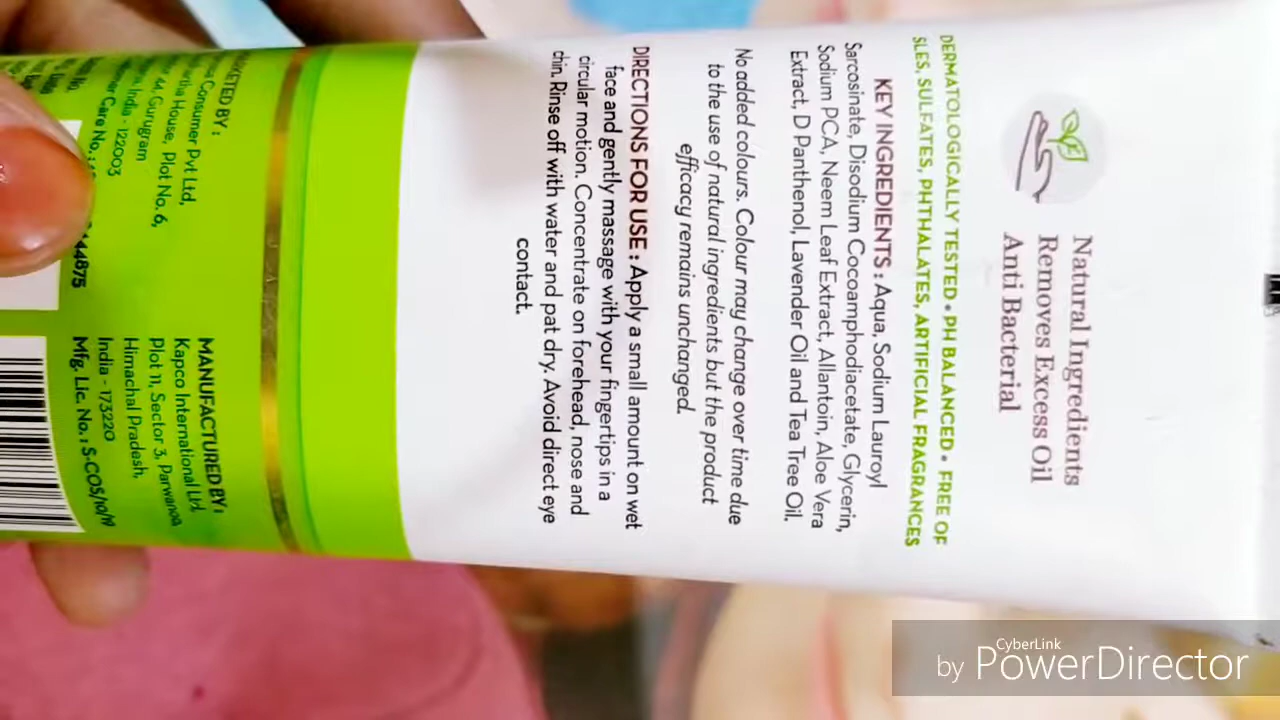 Natural Ingredients
Removes Excess Oil
Anti Bacterial
DERMATOLOGICALLY TESTED • PH BALANCED • FREE OF
SLES, SULFATES, PHTHALATES, ARTIFICIAL FRAGRANCES
KEY INGREDIENTS : Aqua, Sodium Lauroyl
Sarcosinate, Disodium Cocoamphodiacetate, Glycerin,
Sodium PCA, Neem Leaf Extract, Allantoin, Aloe Vera
Extract, D Panthenol, Lavender Oil and Tea Tree Oil.
No added colours. Colour may change over time due
to the use of natural ingredients but the product
efficacy remains unchanged.
DIRECTIONS FOR USE : Apply a small amount on wet
face and gently massage with your fingertips in a
circular motion. Concentrate on forehead, nose and
chin. Rinse off with water and pat dry. Avoid direct eye
contact.
BY :
Consumer Pvt Ltd,
House, Plot No. 6,
Gurugram
India - 122003
Care No. :
44875
MANUFACTURED BY :
Kapco International Ltd.
Plot 11, Sector 3, Parwanoa
Himachal Pradesh,
India - 173220
Mfg. Lic. No. : S-COS/10/19
CyberLink
by PowerDirector